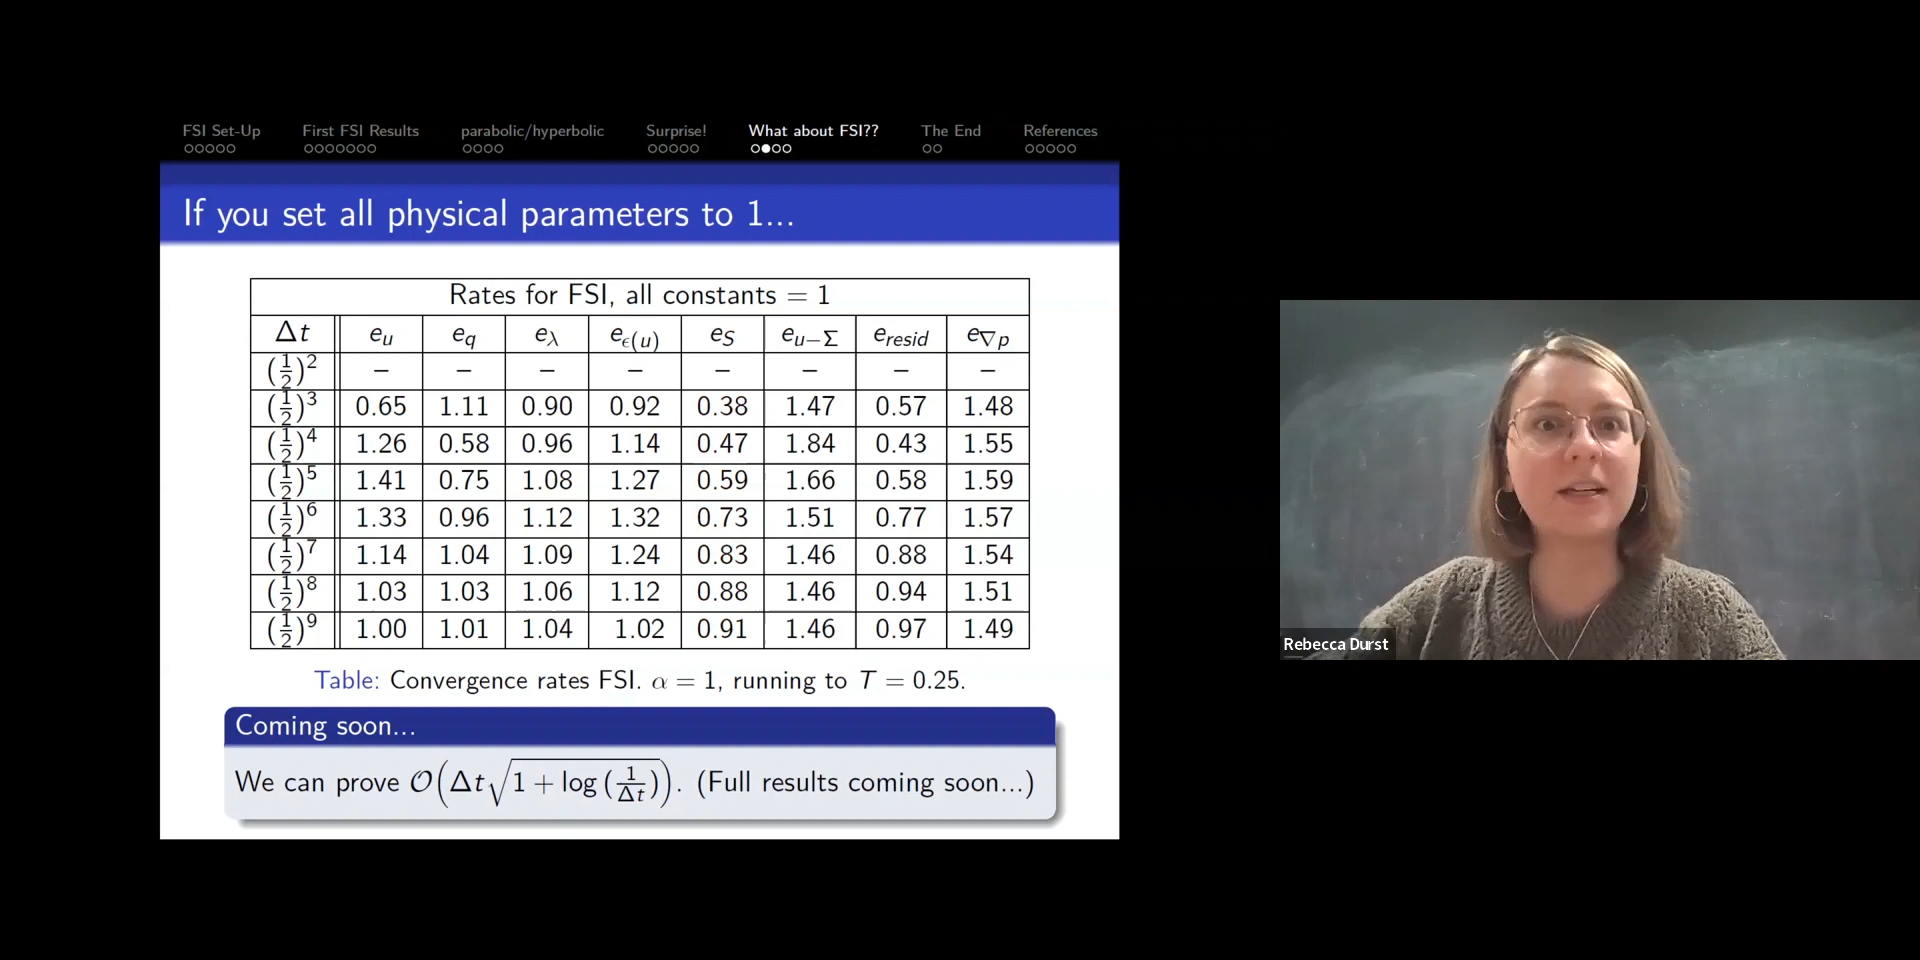 FSI Set-Up First FSI Results parabolic/hyperbolic Surprise! What about FSI?? The End References
If you set all physical parameters to 1...
Rates for FSI, all constants = 1
Δt e_u e_q e_λ e_ϵ(u) e_S e_u−Σ e_resid e_∇p
(1/2)^2 – – – – – – – –
(1/2)^3 0.65 1.11 0.90 0.92 0.38 1.47 0.57 1.48
(1/2)^4 1.26 0.58 0.96 1.14 0.47 1.84 0.43 1.55
(1/2)^5 1.41 0.75 1.08 1.27 0.59 1.66 0.58 1.59
(1/2)^6 1.33 0.96 1.12 1.32 0.73 1.51 0.77 1.57
(1/2)^7 1.14 1.04 1.09 1.24 0.83 1.46 0.88 1.54
(1/2)^8 1.03 1.03 1.06 1.12 0.88 1.46 0.94 1.51
(1/2)^9 1.00 1.01 1.04 1.02 0.91 1.46 0.97 1.49
Table: Convergence rates FSI. α = 1, running to T = 0.25.
Coming soon...
We can prove 𝒪(Δt√(1 + log(1/Δt))). (Full results coming soon...)
Rebecca Durst